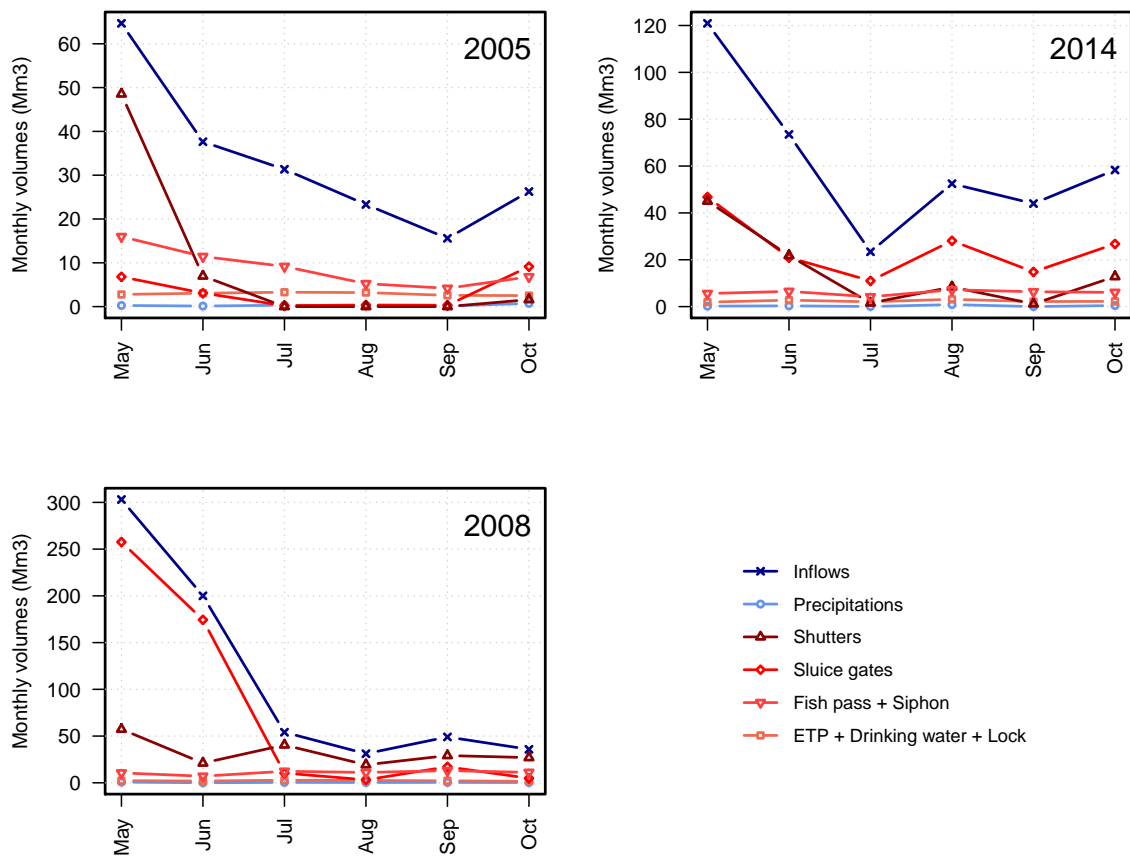 2005
Monthly volumes (Mm3)
60
50
40
30
20
10
0
May
Jun
Jul
Aug
Sep
Oct
2014
Monthly volumes (Mm3)
120
100
80
60
40
20
0
May
Jun
Jul
Aug
Sep
Oct
2008
Monthly volumes (Mm3)
300
250
200
150
100
50
0
May
Jun
Jul
Aug
Sep
Oct
Inflows
Precipitations
Shutters
Sluice gates
Fish pass + Siphon
ETP + Drinking water + Lock